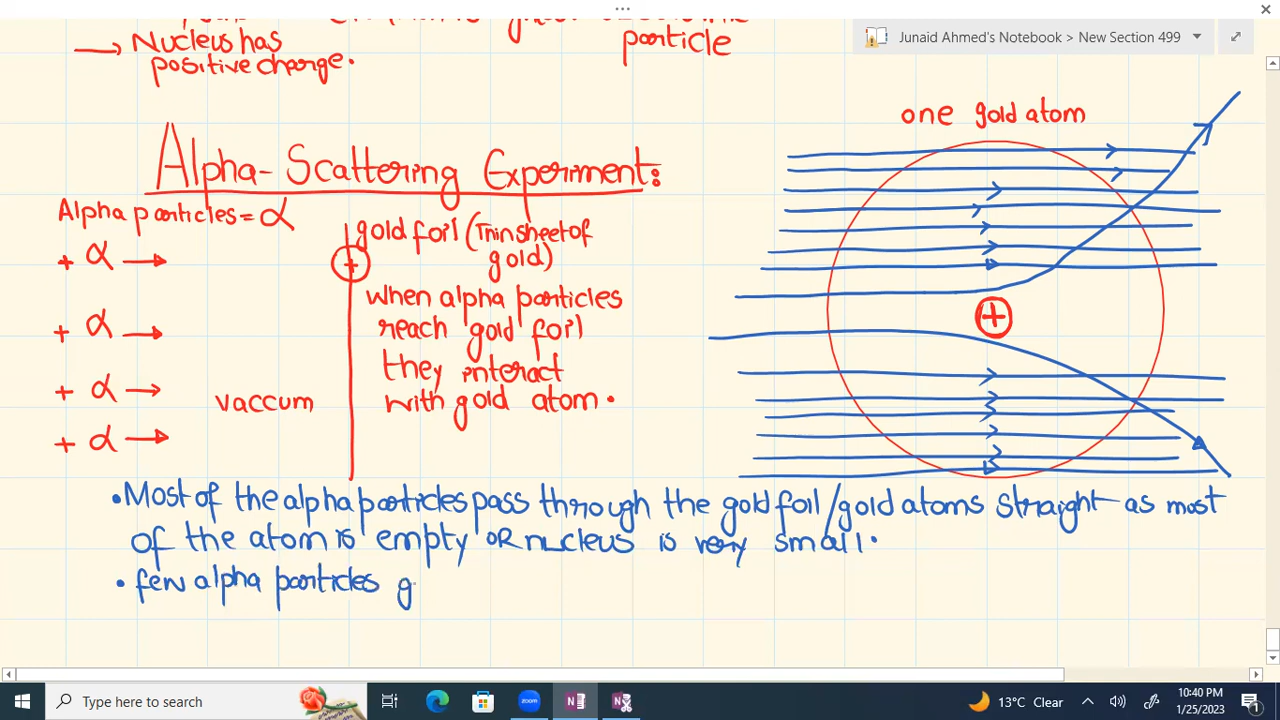 Junaid Ahmed's Notebook > New Section 499
→ Nucleus has
positive charge.
particle
one gold atom
Alpha-Scattering Experiment:
Alpha particles = α
+ α →
+ α →
+ α →
+ α →
vaccum
gold foil (Thin sheet of
gold)
+
when alpha particles
reach gold foil
they interact
with gold atom.
+
• Most of the alpha particles pass through the gold foil/gold atoms straight as most
of the atom is empty OR nucleus is very small.
• few alpha particles g
Type here to search
zoom
13°C Clear
10:40 PM
1/25/2023
1